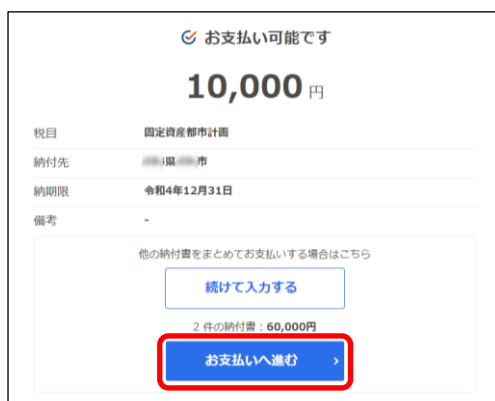 お支払い可能です
10,000 円
税目 固定資産都市計画
納付先 県 市
納期限 令和4年12月31日
備考 -
他の納付書をまとめてお支払いする場合はこちら
続けて入力する
2 件の納付書：60,000円
お支払いへ進む ›